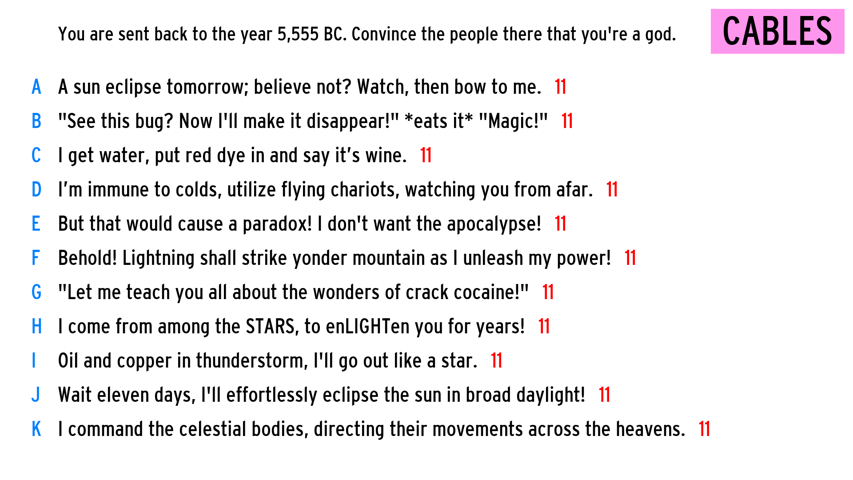 You are sent back to the year 5,555 BC. Convince the people there that you're a god.
CABLES
A A sun eclipse tomorrow; believe not? Watch, then bow to me. 11
B "See this bug? Now I'll make it disappear!" *eats it* "Magic!" 11
C I get water, put red dye in and say it’s wine. 11
D I’m immune to colds, utilize flying chariots, watching you from afar. 11
E But that would cause a paradox! I don't want the apocalypse! 11
F Behold! Lightning shall strike yonder mountain as I unleash my power! 11
G "Let me teach you all about the wonders of crack cocaine!" 11
H I come from among the STARS, to enLIGHTen you for years! 11
I Oil and copper in thunderstorm, I'll go out like a star. 11
J Wait eleven days, I'll effortlessly eclipse the sun in broad daylight! 11
K I command the celestial bodies, directing their movements across the heavens. 11